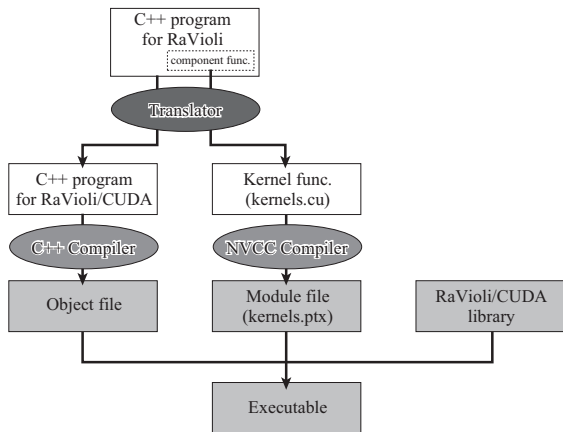 C++ program
for RaVioli
component func.
Translator
C++ program
for RaVioli/CUDA
Kernel func.
(kernels.cu)
C++ Compiler
NVCC Compiler
Object file
Module file
(kernels.ptx)
RaVioli/CUDA
library
Executable